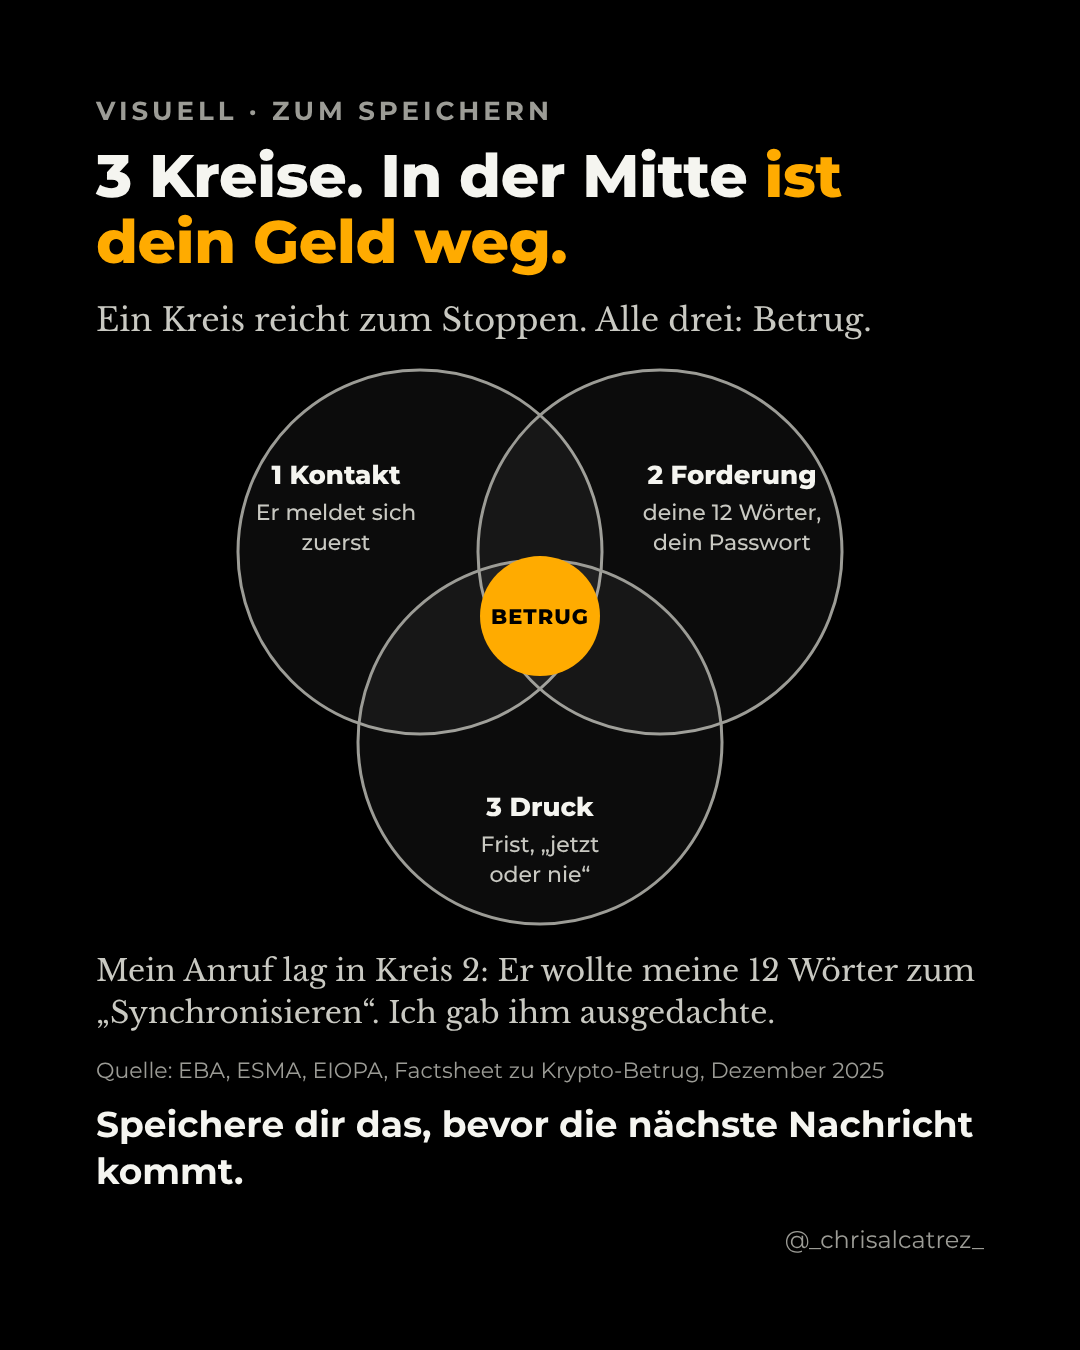 VISUELL · ZUM SPEICHERN
3 Kreise. In der Mitte ist
dein Geld weg.
Ein Kreis reicht zum Stoppen. Alle drei: Betrug.
1 Kontakt
Er meldet sich
zuerst
2 Forderung
deine 12 Wörter,
dein Passwort
BETRUG
3 Druck
Frist, „jetzt
oder nie“
Mein Anruf lag in Kreis 2: Er wollte meine 12 Wörter zum
„Synchronisieren“. Ich gab ihm ausgedachte.
Quelle: EBA, ESMA, EIOPA, Factsheet zu Krypto-Betrug, Dezember 2025
Speichere dir das, bevor die nächste Nachricht
kommt.
@_chrisalcatrez_